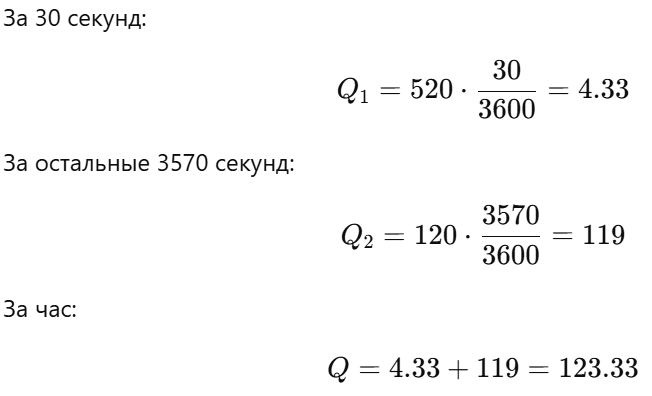 За 30 секунд:
Q₁ = 520 · 30/3600 = 4.33
За остальные 3570 секунд:
Q₂ = 120 · 3570/3600 = 119
За час:
Q = 4.33 + 119 = 123.33